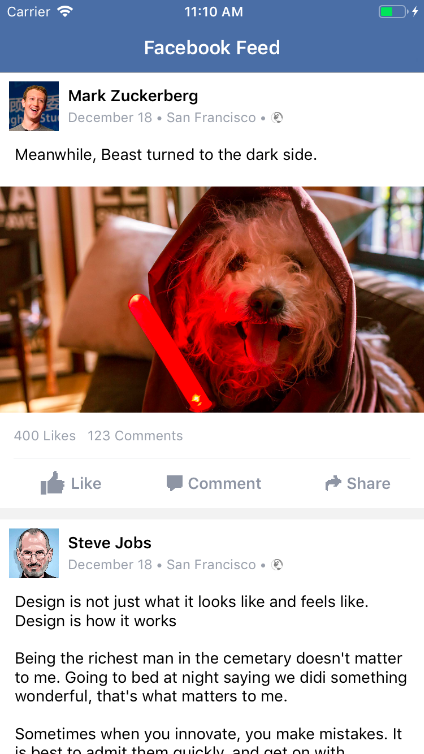 Carrier 11:10 AM
Facebook Feed
Mark Zuckerberg
December 18 • San Francisco •
Meanwhile, Beast turned to the dark side.
400 Likes 123 Comments
Like Comment Share
Steve Jobs
December 18 • San Francisco •
Design is not just what it looks like and feels like.
Design is how it works
Being the richest man in the cemetary doesn't matter
to me. Going to bed at night saying we didi something
wonderful, that's what matters to me.
Sometimes when you innovate, you make mistakes. It
is best to admit them quickly, and get on with